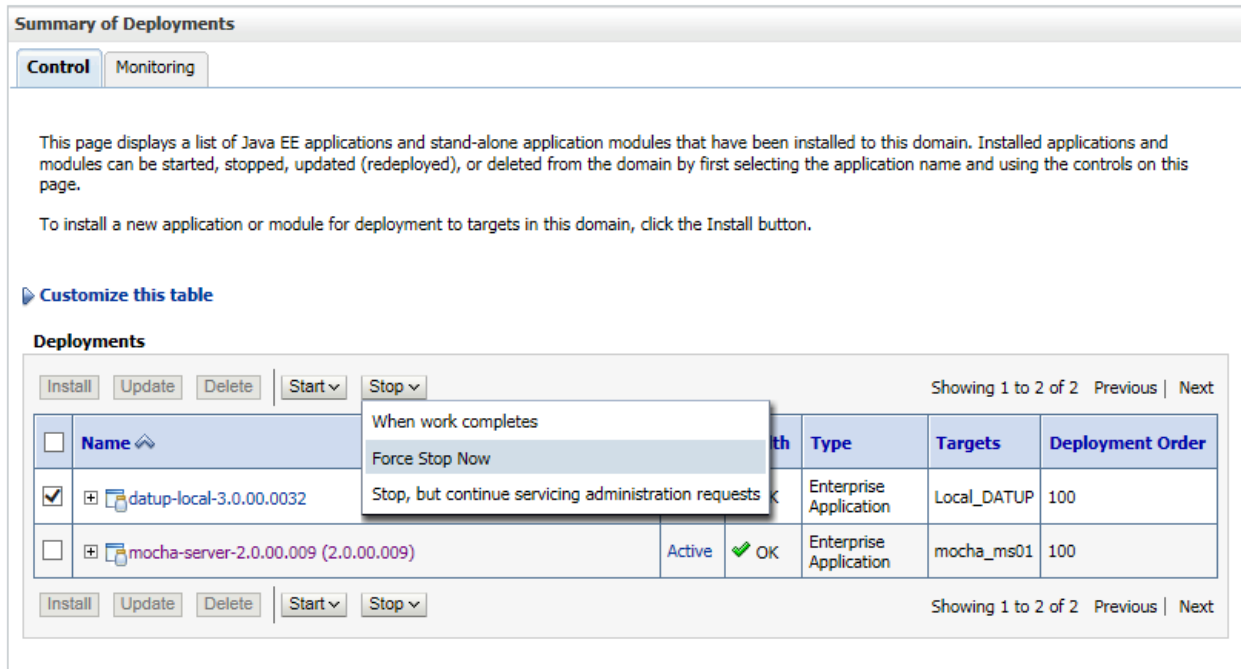 Summary of Deployments
Control Monitoring
This page displays a list of Java EE applications and stand-alone application modules that have been installed to this domain. Installed applications and
modules can be started, stopped, updated (redeployed), or deleted from the domain by first selecting the application name and using the controls on this
page.
To install a new application or module for deployment to targets in this domain, click the Install button.
Customize this table
Deployments
Install Update Delete Start Stop Showing 1 to 2 of 2 Previous | Next
When work completes
Name Type Targets Deployment Order
Force Stop Now
datup-local-3.0.00.0032 Enterprise Application Local_DATUP 100
Stop, but continue servicing administration requests
mocha-server-2.0.00.009 (2.0.00.009) Active OK Enterprise Application mocha_ms01 100
Install Update Delete Start Stop Showing 1 to 2 of 2 Previous | Next